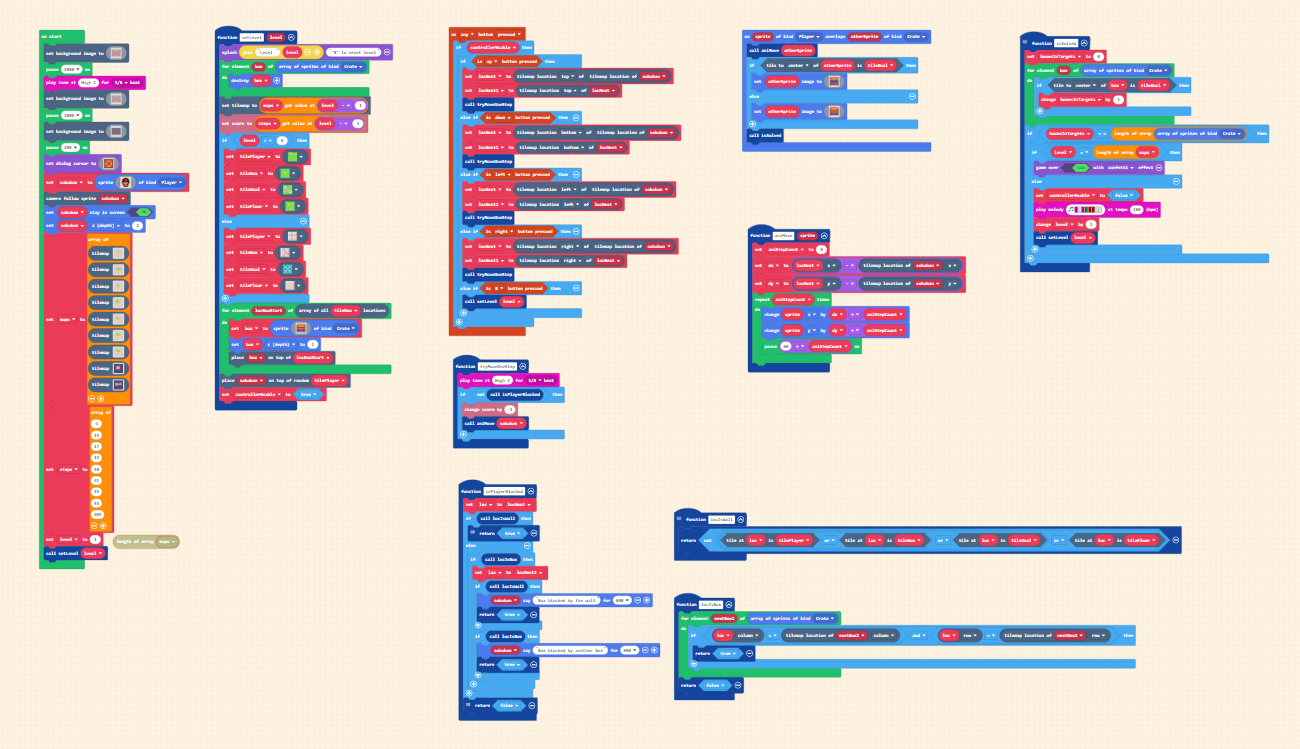 on start
set background image to
pause 1000 ms
play tone at High C for 1/8 beat
set background image to
pause 1000 ms
set background image to
pause 100 ms
set dialog cursor to
set sokoban to sprite of kind Player
camera follow sprite sokoban
set sokoban stay in screen
set sokoban z (depth) to 1
set maps to array of
tilemap
tilemap
tilemap
tilemap
tilemap
tilemap
tilemap
tilemap
tilemap
set steps to array of
set level to 1
length of array maps
call setLevel level
function setLevel level
splash join level level "B" to reset level
for element box of array of sprites of kind Crate
do
destroy box
set tilemap to maps get value at level - 1
set score to steps get value at level - 1
if level then
set tilePlayer to
set tileBox to
set tileGoal to
set tileFloor to
else
set tilePlayer to
set tileBox to
set tileGoal to
set tileFloor to
for element locBoxStart of array of all tileBox locations
do
set box to sprite of kind Crate
set box z (depth) to 1
place box on top of locBoxStart
place sokoban on top of random tilePlayer
set controllerEnable to true
on any button pressed
if controllerEnable then
if is up button pressed then
set locNext to tilemap location top of tilemap location of sokoban
set locNext2 to tilemap location top of locNext
call tryMoveOneStep
else if is down button pressed then
set locNext to tilemap location bottom of tilemap location of sokoban
set locNext2 to tilemap location bottom of locNext
call tryMoveOneStep
else if is left button pressed then
set locNext to tilemap location left of tilemap location of sokoban
set locNext2 to tilemap location left of locNext
call tryMoveOneStep
else if is right button pressed then
set locNext to tilemap location right of tilemap location of sokoban
set locNext2 to tilemap location right of locNext
call tryMoveOneStep
else if is B button pressed then
call setLevel level
function tryMoveOneStep
play tone at High C for 1/8 beat
if not call isPlayerBlocked then
change score by -1
call aniMove sokoban
function isPlayerBlocked
set loc to locNext
if call locIsWall then
return true
else
if call locIsBox then
set loc to locNext2
if call locIsWall then
sokoban say "Box blocked by the wall" for 500
return true
if call locIsBox then
sokoban say "Box blocked by another Box" for 500
return true
return false
on sprite of kind Player overlaps otherSprite of kind Crate
call aniMove otherSprite
if tile to center of otherSprite is tileGoal then
set otherSprite image to
else
set otherSprite image to
call isSolved
function aniMove sprite
set aniStepCount to 8
set dx to locNext x - tilemap location of sokoban x
set dy to locNext y - tilemap location of sokoban y
repeat aniStepCount times
do
change sprite x by dx ÷ aniStepCount
change sprite y by dy ÷ aniStepCount
pause ÷ aniStepCount ms
function isSolved
set boxesInTargets to 0
for element box of array of sprites of kind Crate
do
if tile to center of box is tileGoal then
change boxesInTargets by 1
if boxesInTargets = length of array array of sprites of kind Crate then
if level = length of array maps then
game over with confetti effect
else
set controllerEnable to false
play melody at tempo (bpm)
change level by 1
call setLevel level
function locIsWall
return not tile at loc is tilePlayer or tile at loc is tileBox or tile at loc is tileGoal or tile at loc is tileFloor
function locIsBox
for element nextBox2 of array of sprites of kind Crate
do
if loc column = tilemap location of nextBox2 column and loc row = tilemap location of nextBox2 row then
return true
return false